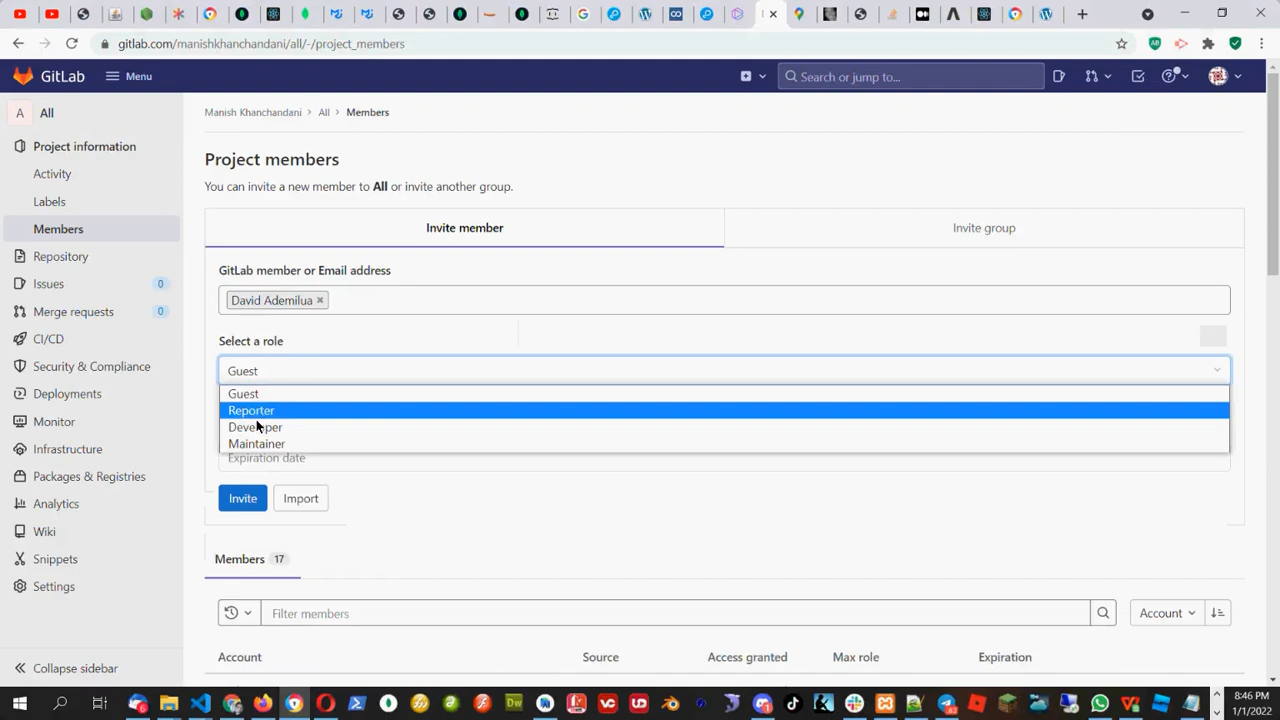 gitlab.com/manishkhanchandani/all/-/project_members
GitLab
Menu
Search or jump to...
A All
Project information
Activity
Labels
Members
Repository
Issues 0
Merge requests 0
CI/CD
Security & Compliance
Deployments
Monitor
Infrastructure
Packages & Registries
Analytics
Wiki
Snippets
Settings
Collapse sidebar
Manish Khanchandani > All > Members
Project members
You can invite a new member to All or invite another group.
Invite member
Invite group
GitLab member or Email address
David Ademilua ×
Select a role
Guest
Guest
Reporter
Developer
Maintainer
Expiration date
Invite
Import
Members 17
Filter members
Account
Account
Source
Access granted
Max role
Expiration
8:46 PM
1/1/2022